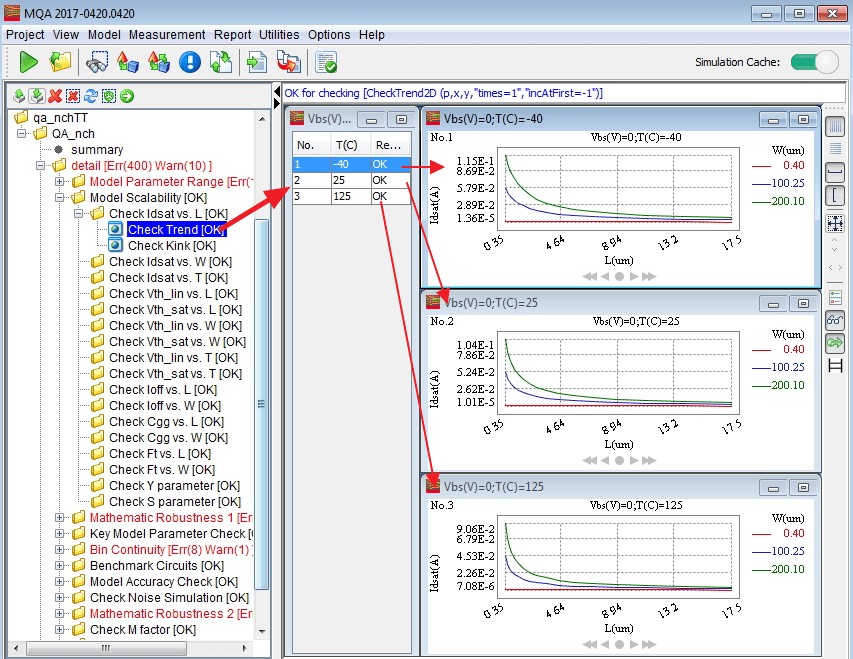 MQA 2017-0420.0420
Project View Model Measurement Report Utilities Options Help
Simulation Cache:
OK for checking [CheckTrend2D (p,x,y,"times=1","incAtFirst=-1")]
qa_nchTT
QA_nch
summary
detail [Err(400) Warn(10) ]
Model Parameter Range [Err(
Model Scalability [OK]
Check Idsat vs. L [OK]
Check Trend [OK]
Check Kink [OK]
Check Idsat vs. W [OK]
Check Idsat vs. T [OK]
Check Vth_lin vs. L [OK]
Check Vth_sat vs. L [OK]
Check Vth_lin vs. W [OK]
Check Vth_sat vs. W [OK]
Check Vth_lin vs. T [OK]
Check Vth_sat vs. T [OK]
Check Ioff vs. L [OK]
Check Ioff vs. W [OK]
Check Cgg vs. L [OK]
Check Cgg vs. W [OK]
Check Ft vs. L [OK]
Check Ft vs. W [OK]
Check Y parameter [OK]
Check S parameter [OK]
Mathematic Robustness 1 [Er
Key Model Parameter Check [
Bin Continuity [Err(8) Warn(1)
Benchmark Circuits [OK]
Model Accuracy Check [OK]
Check Noise Simulation [OK]
Mathematic Robustness 2 [Er
Check M factor [OK]
Vbs(V)...
No. T(C) Re...
1 -40 OK
2 25 OK
3 125 OK
Vbs(V)=0;T(C)=-40
No.1 Vbs(V)=0;T(C)=-40
Idsat(A)
1.15E-1
8.69E-2
5.79E-2
2.89E-2
1.36E-5
0.35 4.64 8.94 13.2 17.5
L(um)
W(um)
0.40
100.25
200.10
Vbs(V)=0;T(C)=25
No.2 Vbs(V)=0;T(C)=25
Idsat(A)
1.04E-1
7.86E-2
5.24E-2
2.62E-2
1.01E-5
0.35 4.64 8.94 13.2 17.5
L(um)
W(um)
0.40
100.25
200.10
Vbs(V)=0;T(C)=125
No.3 Vbs(V)=0;T(C)=125
Idsat(A)
9.06E-2
6.79E-2
4.53E-2
2.26E-2
7.08E-6
0.35 4.64 8.94 13.2 17.5
L(um)
W(um)
0.40
100.25
200.10